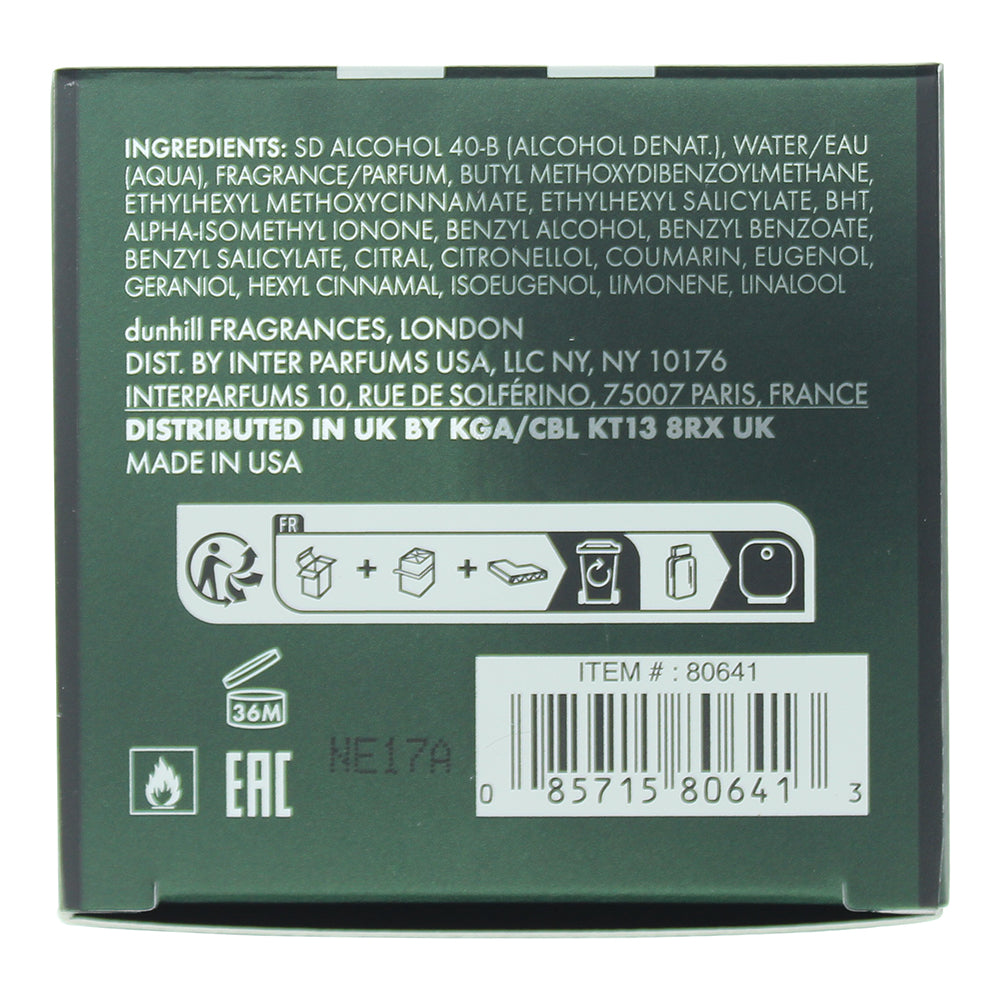 INGREDIENTS: SD ALCOHOL 40-B (ALCOHOL DENAT.), WATER/EAU
(AQUA), FRAGRANCE/PARFUM, BUTYL METHOXYDIBENZOYLMETHANE,
ETHYLHEXYL METHOXYCINNAMATE, ETHYLHEXYL SALICYLATE, BHT,
ALPHA-ISOMETHYL IONONE, BENZYL ALCOHOL, BENZYL BENZOATE,
BENZYL SALICYLATE, CITRAL, CITRONELLOL, COUMARIN, EUGENOL,
GERANIOL, HEXYL CINNAMAL, ISOEUGENOL, LIMONENE, LINALOOL
dunhill FRAGRANCES, LONDON
DIST. BY INTER PARFUMS USA, LLC NY, NY 10176
INTERPARFUMS 10, RUE DE SOLFÉRINO, 75007 PARIS, FRANCE
DISTRIBUTED IN UK BY KGA/CBL KT13 8RX UK
MADE IN USA
FR
36M
NE17A
EAC
ITEM # : 80641
0 85715 80641 3